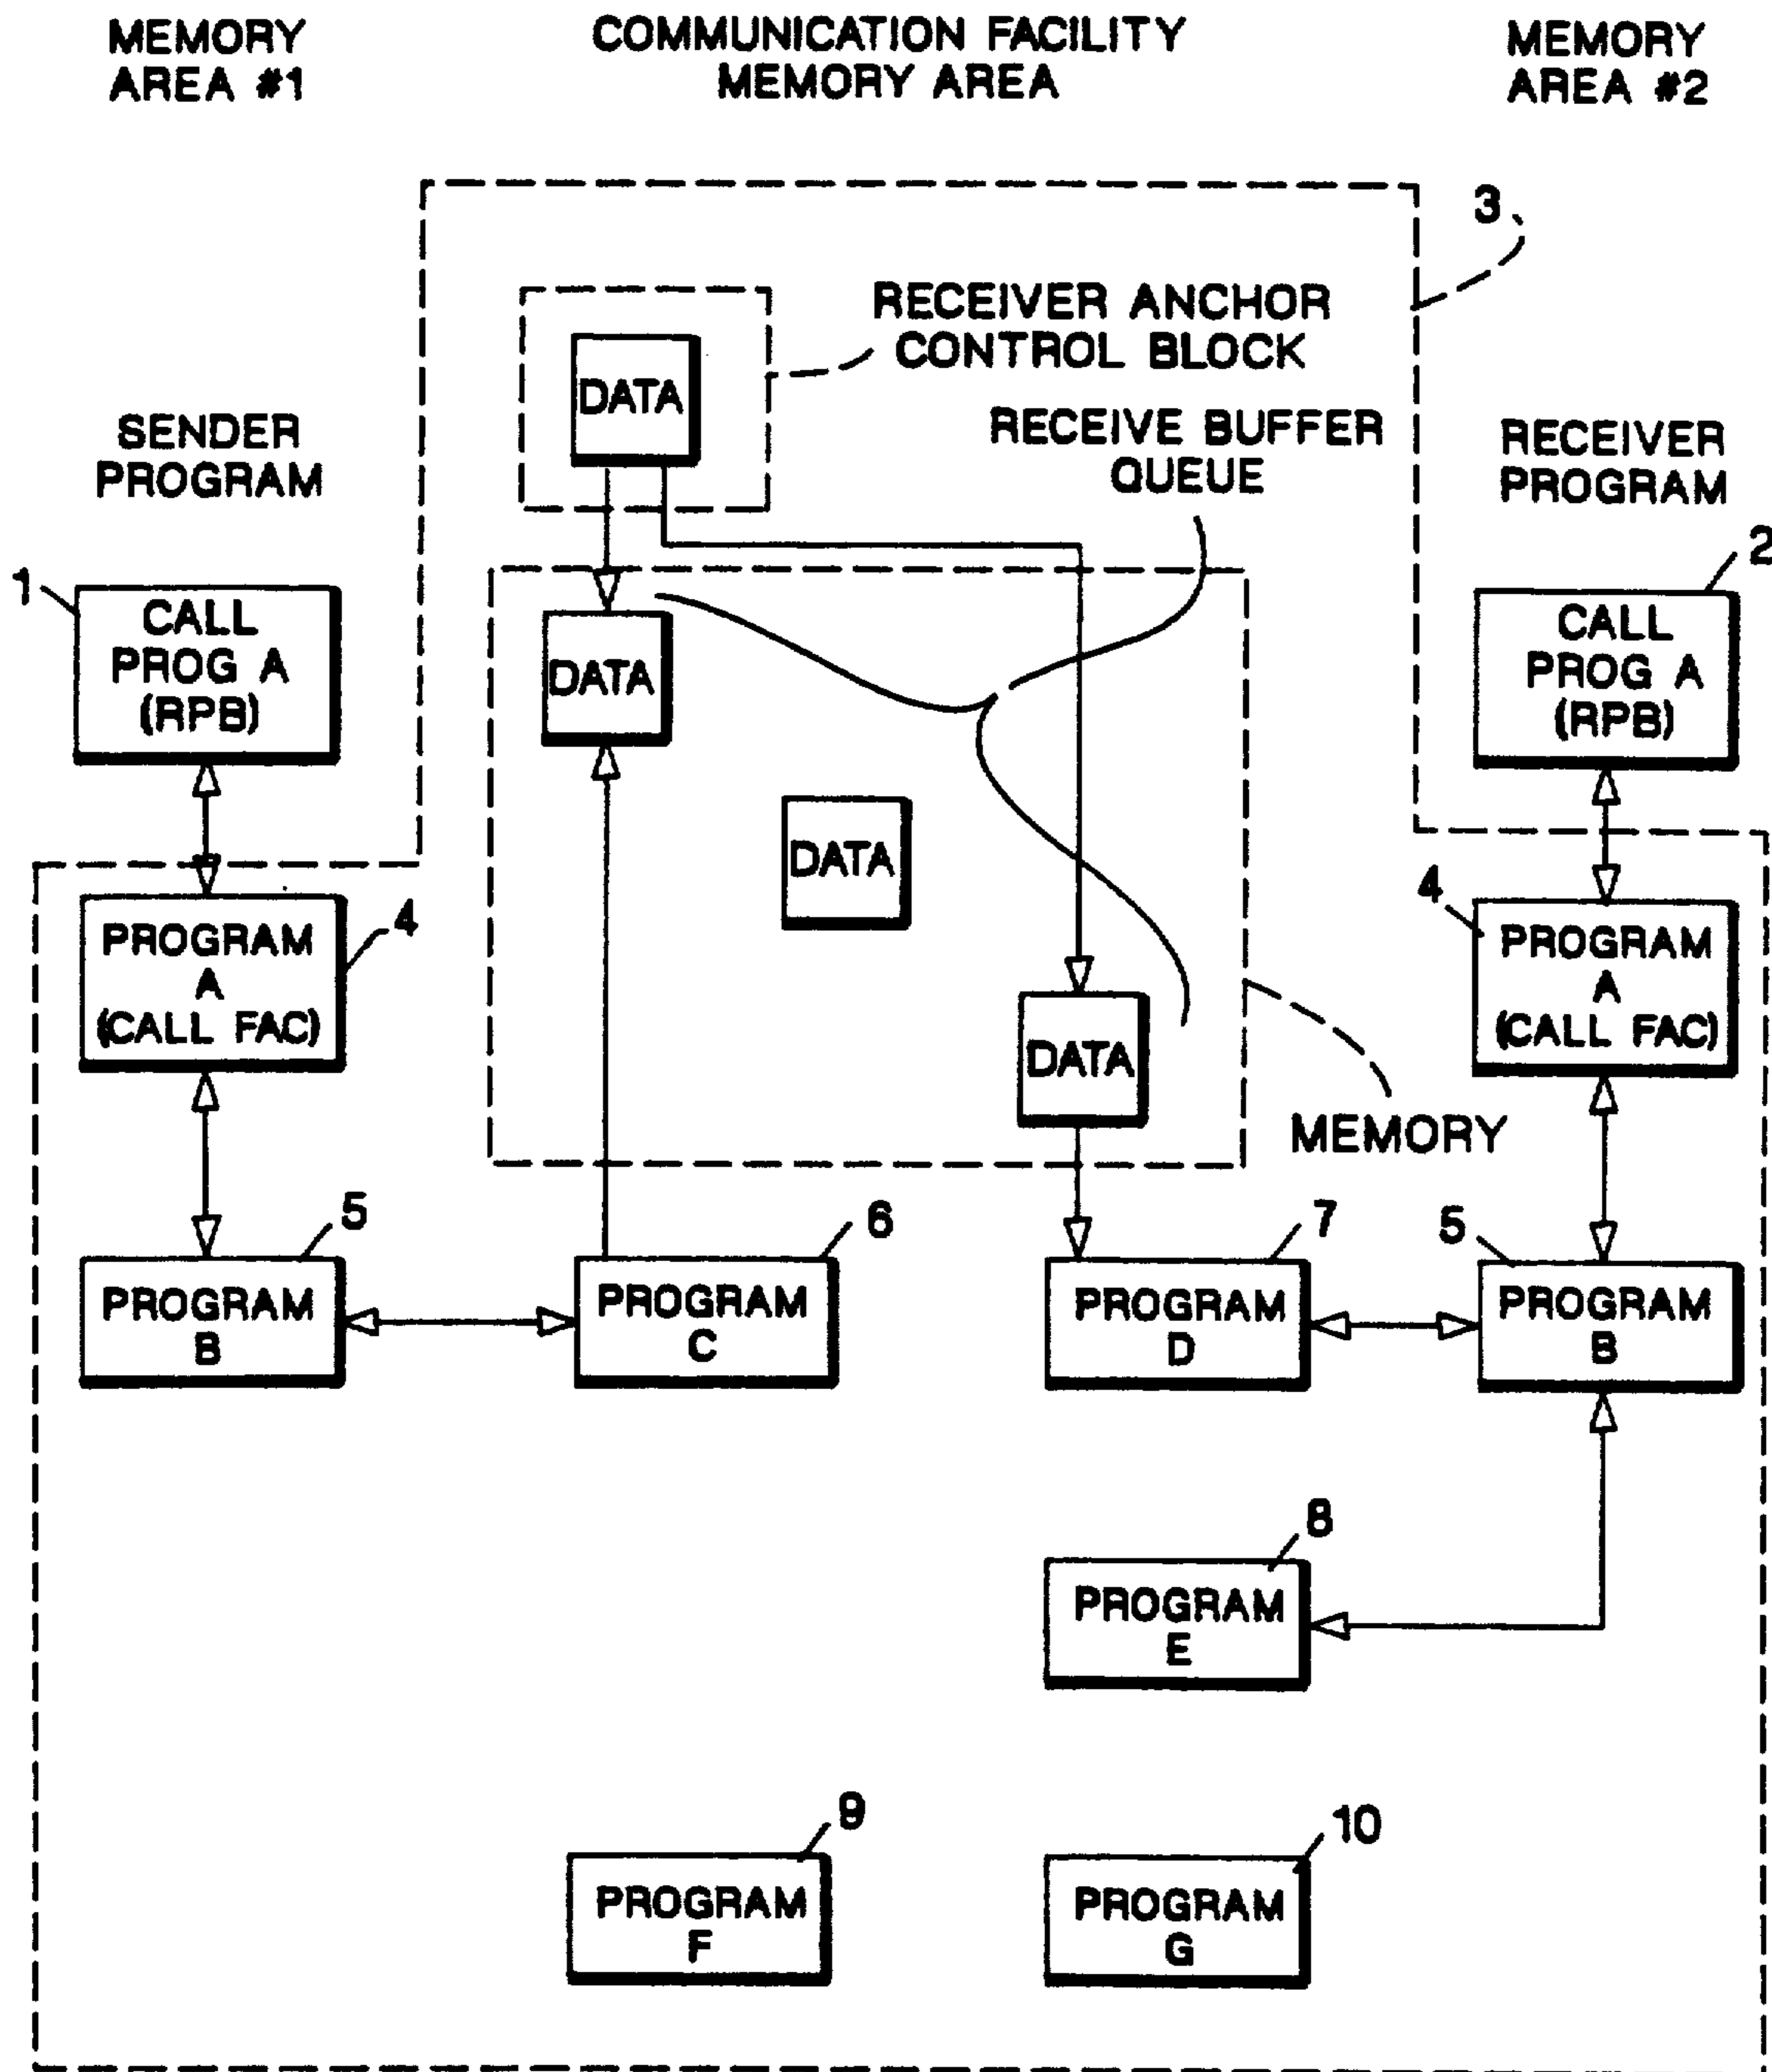 MEMORY
AREA #1
COMMUNICATION FACILITY
MEMORY AREA
MEMORY
AREA #2
3
RECEIVER ANCHOR
CONTROL BLOCK
DATA
SENDER
PROGRAM
RECEIVE BUFFER
QUEUE
RECEIVER
PROGRAM
1
CALL
PROG A
(RPB)
DATA
2
CALL
PROG A
(RPB)
DATA
4
PROGRAM
A
(CALL FAC)
4
PROGRAM
A
(CALL FAC)
DATA
MEMORY
5
PROGRAM
B
6
PROGRAM
C
7
PROGRAM
D
5
PROGRAM
B
8
PROGRAM
E
9
PROGRAM
F
10
PROGRAM
G